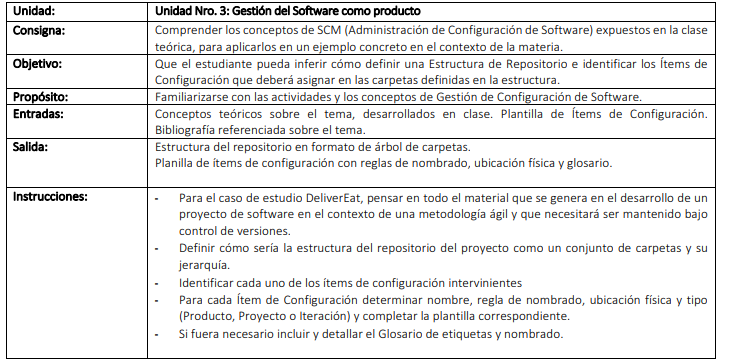 Unidad: Unidad Nro. 3: Gestión del Software como producto
Consigna: Comprender los conceptos de SCM (Administración de Configuración de Software) expuestos en la clase
teórica, para aplicarlos en un ejemplo concreto en el contexto de la materia.
Objetivo: Que el estudiante pueda inferir cómo definir una Estructura de Repositorio e identificar los Ítems de
Configuración que deberá asignar en las carpetas definidas en la estructura.
Propósito: Familiarizarse con las actividades y los conceptos de Gestión de Configuración de Software.
Entradas: Conceptos teóricos sobre el tema, desarrollados en clase. Plantilla de Ítems de Configuración.
Bibliografía referenciada sobre el tema.
Salida: Estructura del repositorio en formato de árbol de carpetas.
Planilla de ítems de configuración con reglas de nombrado, ubicación física y glosario.
Instrucciones: - Para el caso de estudio DeliverEat, pensar en todo el material que se genera en el desarrollo de un
proyecto de software en el contexto de una metodología ágil y que necesitará ser mantenido bajo
control de versiones.
- Definir cómo sería la estructura del repositorio del proyecto como un conjunto de carpetas y su
jerarquía.
- Identificar cada uno de los ítems de configuración intervinientes
- Para cada Ítem de Configuración determinar nombre, regla de nombrado, ubicación física y tipo
(Producto, Proyecto o Iteración) y completar la plantilla correspondiente.
- Si fuera necesario incluir y detallar el Glosario de etiquetas y nombrado.